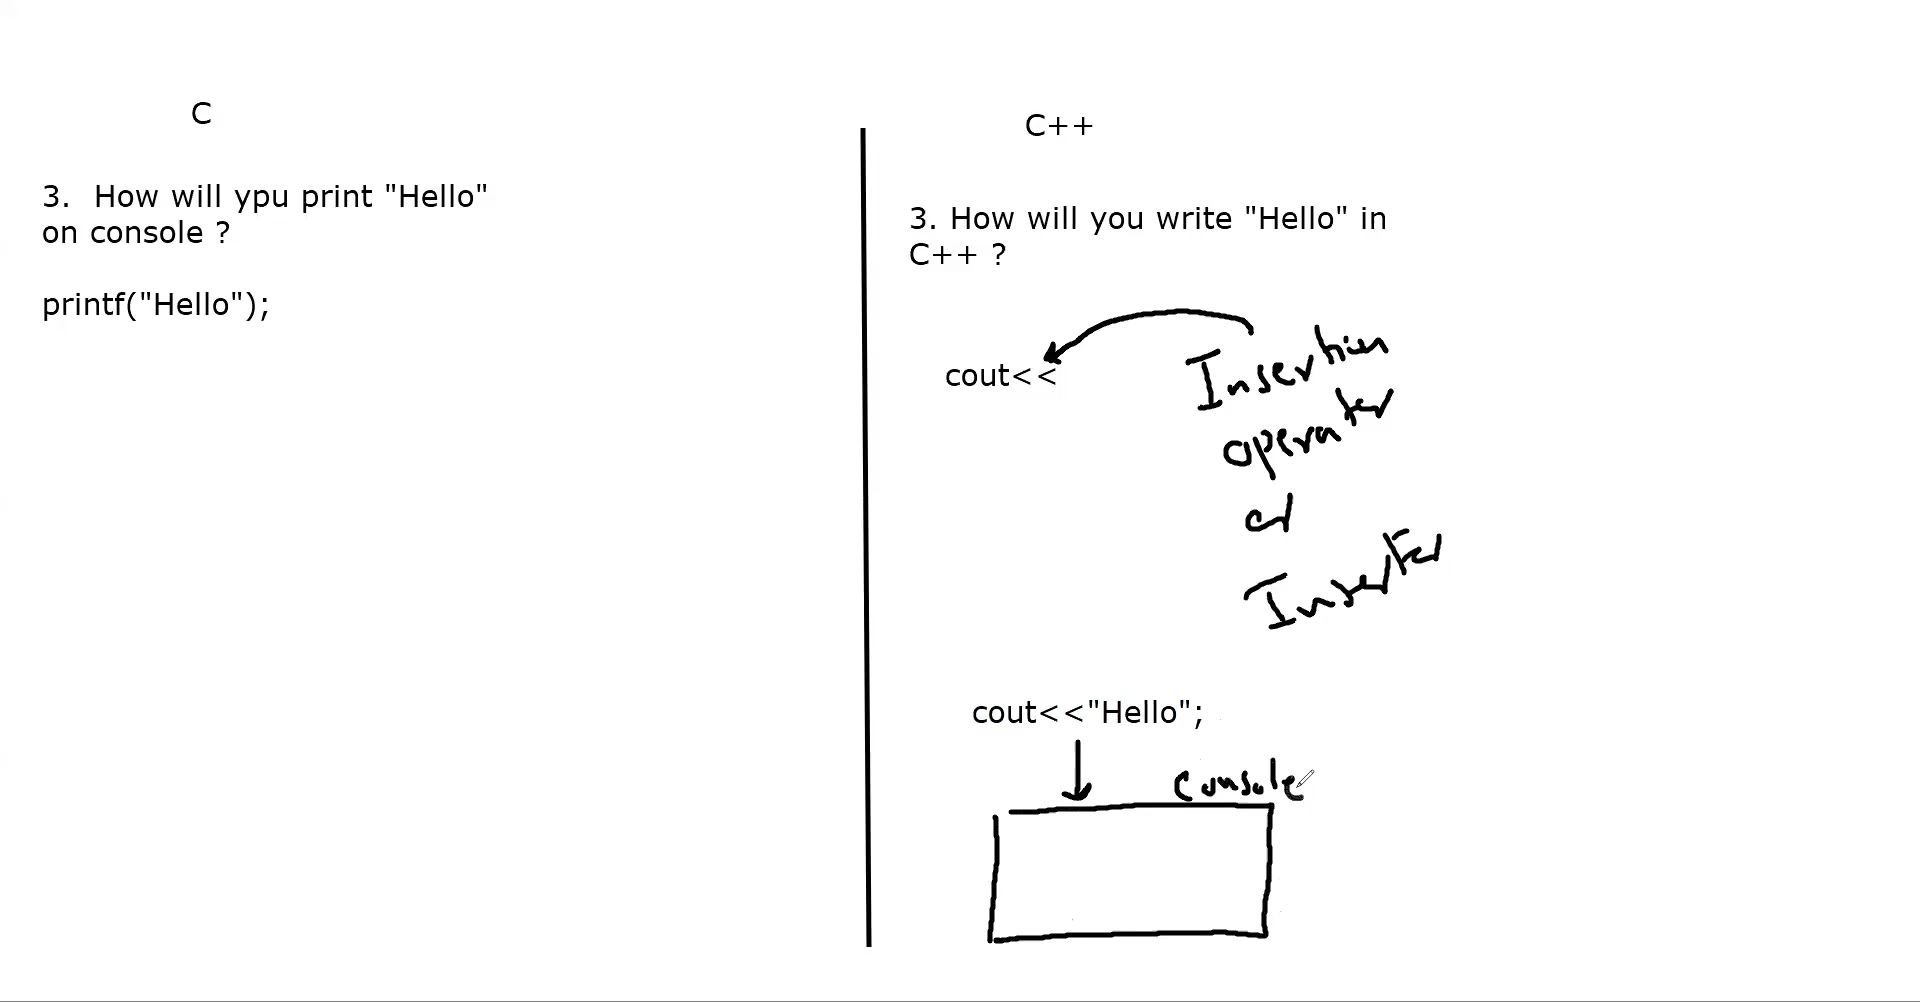 C
3.  How will ypu print "Hello"
on console ?
printf("Hello");
C++
3. How will you write "Hello" in
C++ ?
cout<<
Insertion
operator
or
Inserter
cout<<"Hello";
Console